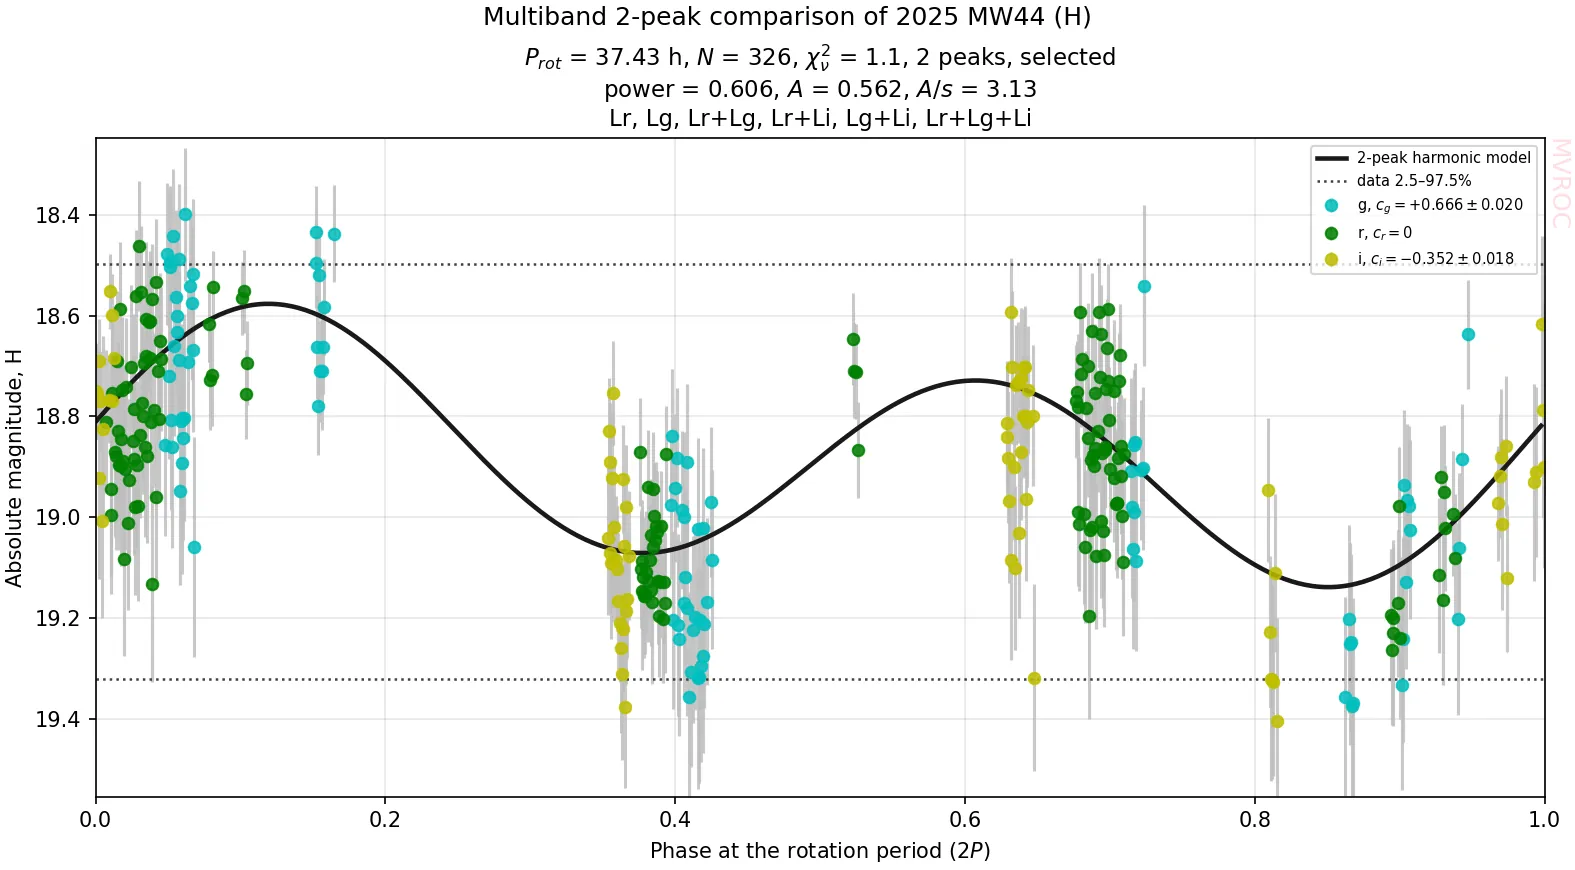 Multiband 2-peak comparison of 2025 MW44 (H)
P_rot = 37.43 h, N = 326, χ²_ν = 1.1, 2 peaks, selected
power = 0.606, A = 0.562, A/s = 3.13
Lr, Lg, Lr+Lg, Lr+Li, Lg+Li, Lr+Lg+Li
2-peak harmonic model
data 2.5–97.5%
g, c_g = +0.666 ± 0.020
r, c_r = 0
i, c_i = −0.352 ± 0.018
MVROC
Absolute magnitude, H
18.4
18.6
18.8
19.0
19.2
19.4
0.0 0.2 0.4 0.6 0.8 1.0
Phase at the rotation period (2P)